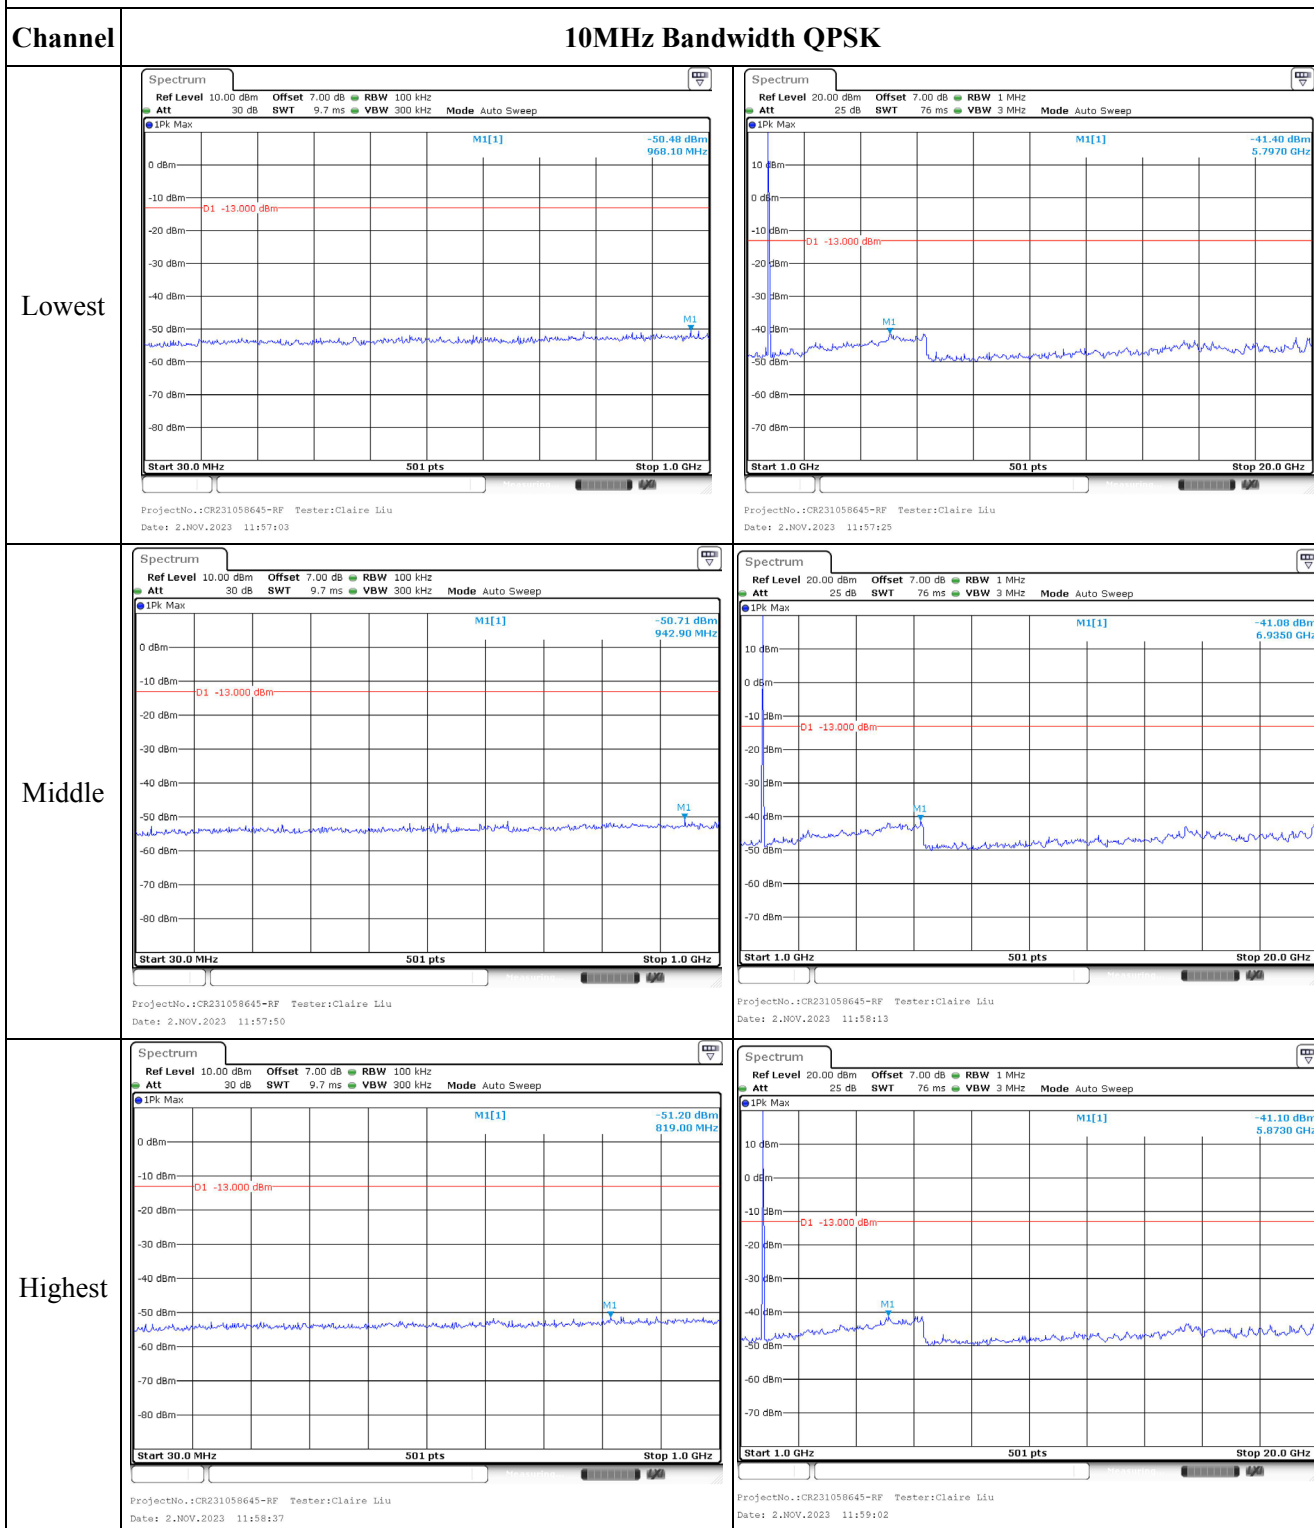 Channel 10MHz Bandwidth QPSK
Lowest
Spectrum
Ref Level 10.00 dBm Offset 7.00 dB RBW 100 kHz
Att 30 dB SWT 9.7 ms VBW 300 kHz Mode Auto Sweep
1Pk Max
M1[1] -50.48 dBm
968.10 MHz
0 dBm
-10 dBm
D1 -13.000 dBm
-20 dBm
-30 dBm
-40 dBm
M1
-50 dBm
-60 dBm
-70 dBm
-80 dBm
Start 30.0 MHz 501 pts Stop 1.0 GHz
ProjectNo.:CR231058645-RF Tester:Claire Liu
Date: 2.NOV.2023 11:57:03
Spectrum
Ref Level 20.00 dBm Offset 7.00 dB RBW 1 MHz
Att 25 dB SWT 76 ms VBW 3 MHz Mode Auto Sweep
1Pk Max
M1[1] -41.40 dBm
5.7970 GHz
10 dBm
0 dBm
-10 dBm
D1 -13.000 dBm
-20 dBm
-30 dBm
M1
-40 dBm
-50 dBm
-60 dBm
-70 dBm
Start 1.0 GHz 501 pts Stop 20.0 GHz
ProjectNo.:CR231058645-RF Tester:Claire Liu
Date: 2.NOV.2023 11:57:25
Middle
Spectrum
Ref Level 10.00 dBm Offset 7.00 dB RBW 100 kHz
Att 30 dB SWT 9.7 ms VBW 300 kHz Mode Auto Sweep
1Pk Max
M1[1] -50.71 dBm
942.90 MHz
0 dBm
-10 dBm
D1 -13.000 dBm
-20 dBm
-30 dBm
-40 dBm
M1
-50 dBm
-60 dBm
-70 dBm
-80 dBm
Start 30.0 MHz 501 pts Stop 1.0 GHz
ProjectNo.:CR231058645-RF Tester:Claire Liu
Date: 2.NOV.2023 11:57:50
Spectrum
Ref Level 20.00 dBm Offset 7.00 dB RBW 1 MHz
Att 25 dB SWT 76 ms VBW 3 MHz Mode Auto Sweep
1Pk Max
M1[1] -41.08 dBm
6.9350 GHz
10 dBm
0 dBm
-10 dBm
D1 -13.000 dBm
-20 dBm
-30 dBm
M1
-40 dBm
-50 dBm
-60 dBm
-70 dBm
Start 1.0 GHz 501 pts Stop 20.0 GHz
ProjectNo.:CR231058645-RF Tester:Claire Liu
Date: 2.NOV.2023 11:58:13
Highest
Spectrum
Ref Level 10.00 dBm Offset 7.00 dB RBW 100 kHz
Att 30 dB SWT 9.7 ms VBW 300 kHz Mode Auto Sweep
1Pk Max
M1[1] -51.20 dBm
819.00 MHz
0 dBm
-10 dBm
D1 -13.000 dBm
-20 dBm
-30 dBm
-40 dBm
M1
-50 dBm
-60 dBm
-70 dBm
-80 dBm
Start 30.0 MHz 501 pts Stop 1.0 GHz
ProjectNo.:CR231058645-RF Tester:Claire Liu
Date: 2.NOV.2023 11:58:37
Spectrum
Ref Level 20.00 dBm Offset 7.00 dB RBW 1 MHz
Att 25 dB SWT 76 ms VBW 3 MHz Mode Auto Sweep
1Pk Max
M1[1] -41.10 dBm
5.8730 GHz
10 dBm
0 dBm
-10 dBm
D1 -13.000 dBm
-20 dBm
-30 dBm
M1
-40 dBm
-50 dBm
-60 dBm
-70 dBm
Start 1.0 GHz 501 pts Stop 20.0 GHz
ProjectNo.:CR231058645-RF Tester:Claire Liu
Date: 2.NOV.2023 11:59:02